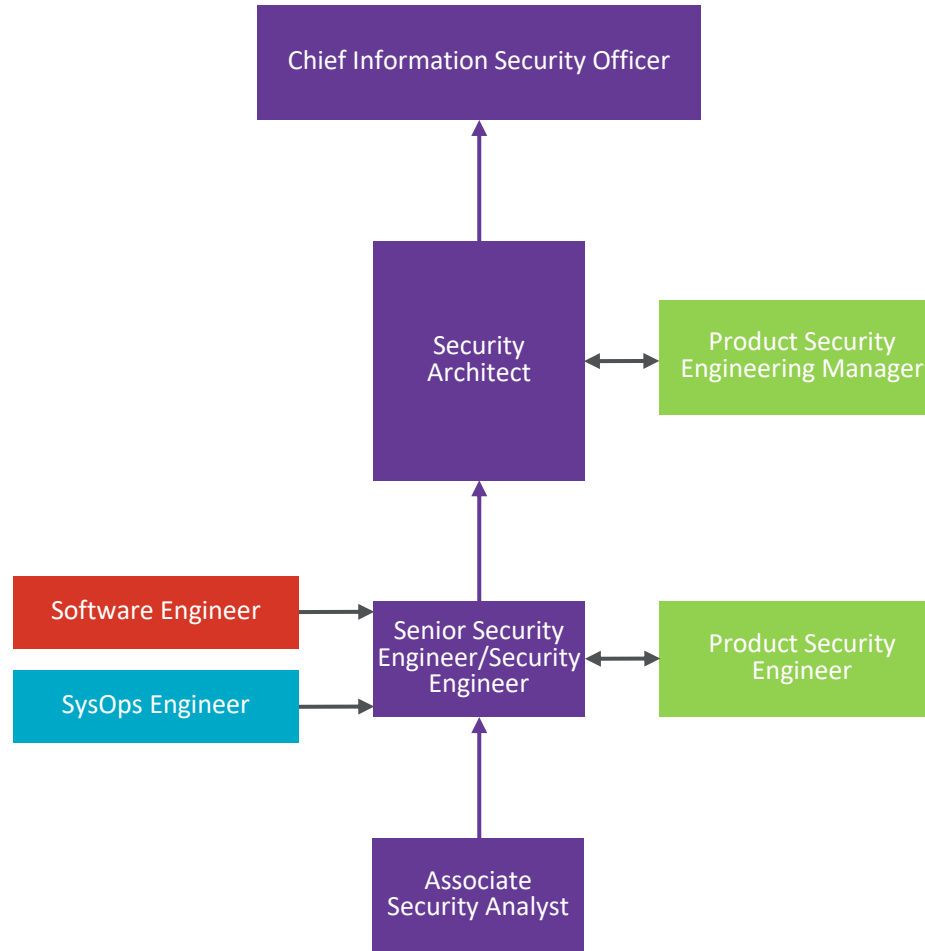 Chief Information Security Officer
Security
Architect
Product Security
Engineering Manager
Software Engineer
SysOps Engineer
Senior Security
Engineer/Security
Engineer
Product Security
Engineer
Associate
Security Analyst